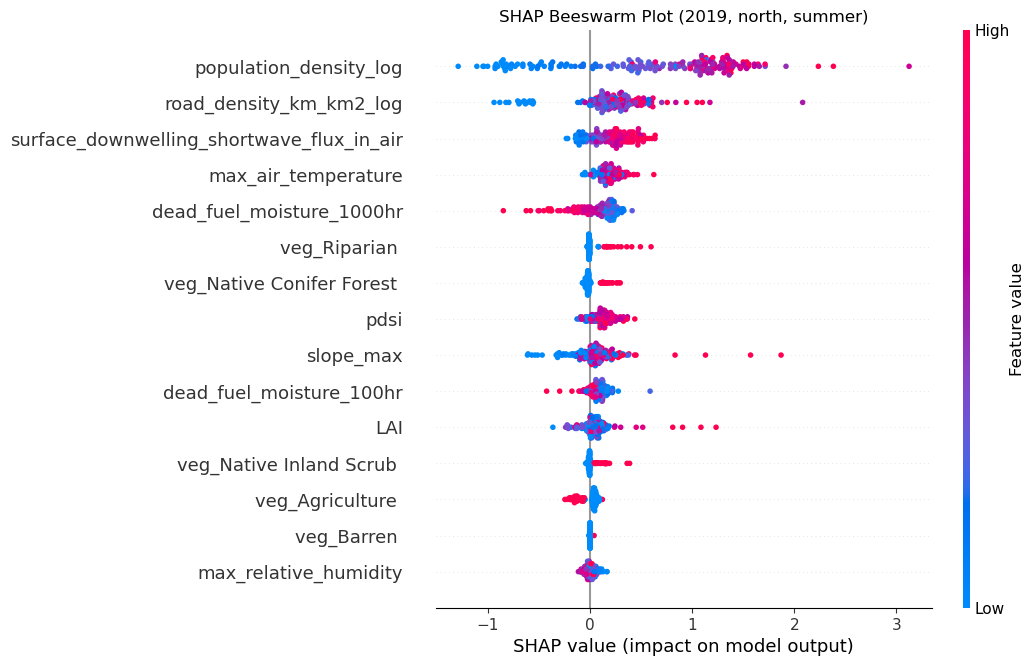 SHAP Beeswarm Plot (2019, north, summer)
High
population_density_log
road_density_km_km2_log
surface_downwelling_shortwave_flux_in_air
max_air_temperature
dead_fuel_moisture_1000hr
veg_Riparian
veg_Native Conifer Forest
pdsi
slope_max
dead_fuel_moisture_100hr
LAI
veg_Native Inland Scrub
veg_Agriculture
veg_Barren
max_relative_humidity
Feature value
Low
−1 0 1 2 3
SHAP value (impact on model output)